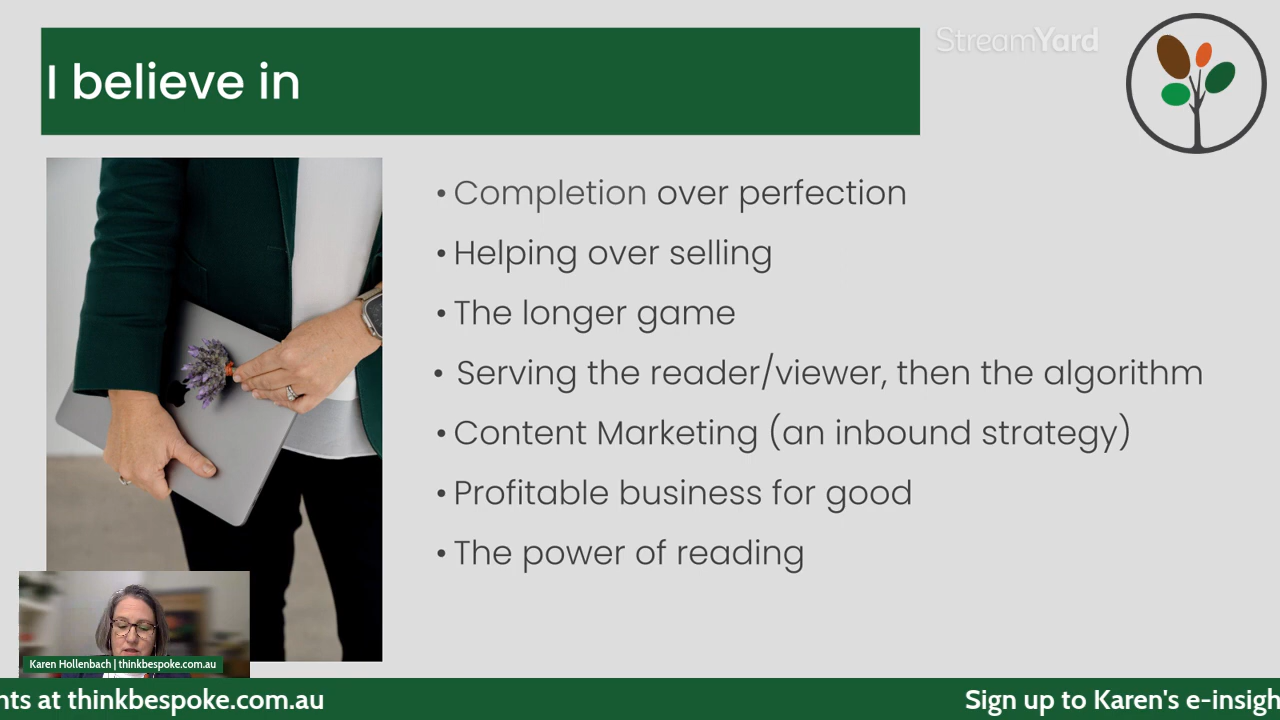 StreamYard
I believe in
• Completion over perfection
• Helping over selling
• The longer game
• Serving the reader/viewer, then the algorithm
• Content Marketing (an inbound strategy)
• Profitable business for good
• The power of reading
Karen Hollenbach | thinkbespoke.com.au
nts at thinkbespoke.com.au
Sign up to Karen's e-insigh